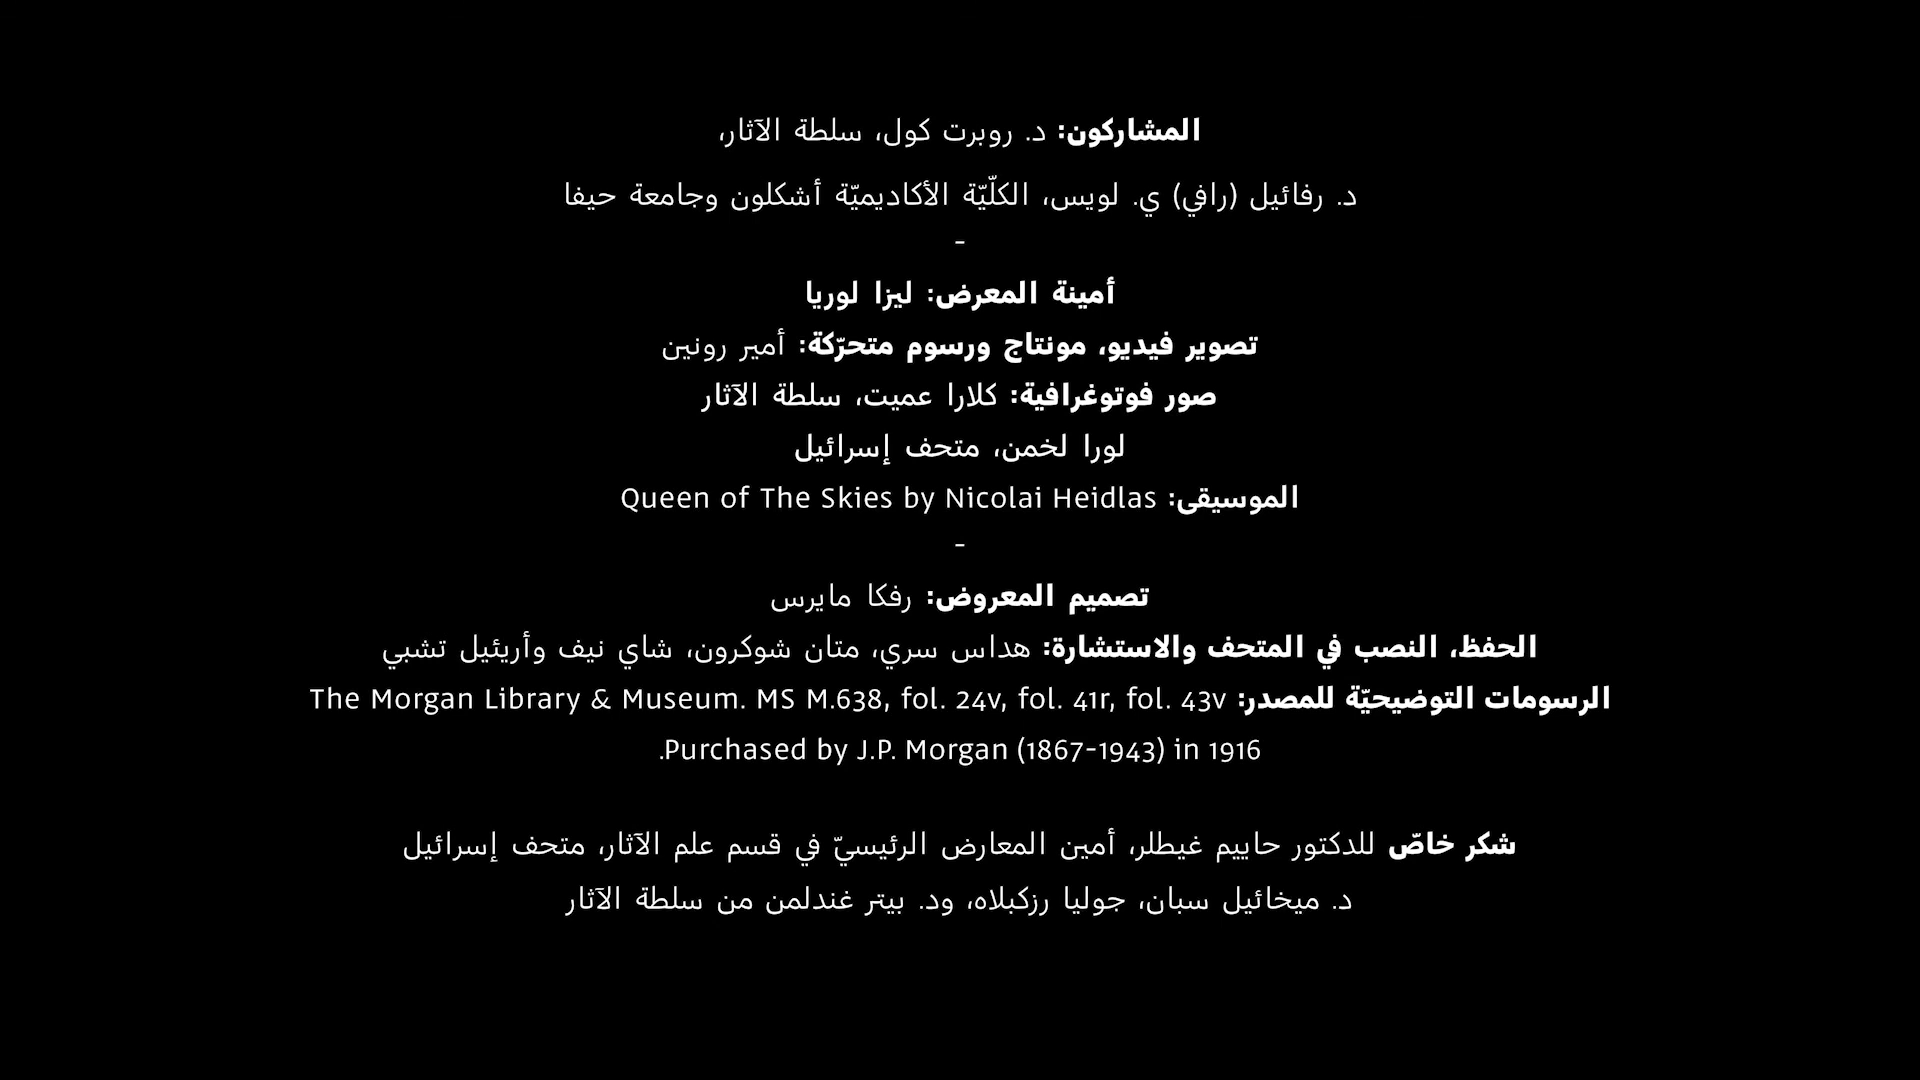 المشاركون: د. روبرت كول، سلطة الآثار،
د. رفائيل (رافي) ي. لويس، الكلّيّة الأكاديميّة أشكلون وجامعة حيفا
-
أمينة المعرض: ليزا لوريا
تصوير فيديو، مونتاج ورسوم متحرّكة: أمير رونين
صور فوتوغرافية: كلارا عميت، سلطة الآثار
لورا لخمن، متحف إسرائيل
الموسيقى: Queen of The Skies by Nicolai Heidlas
-
تصميم المعروض: رفكا مايرس
الحفظ، النصب في المتحف والاستشارة: هداس سري، متان شوكرون، شاي نيف وأريئيل تشبي
الرسومات التوضيحيّة للمصدر: The Morgan Library & Museum. MS M.638, fol. 24v, fol. 41r, fol. 43v
Purchased by J.P. Morgan (1867-1943) in 1916.
شكر خاصّ للدكتور حاييم غيطلر، أمين المعارض الرئيسيّ في قسم علم الآثار، متحف إسرائيل
د. ميخائيل سبان، جوليا رزكبلاه، ود. بيتر غندلمن من سلطة الآثار